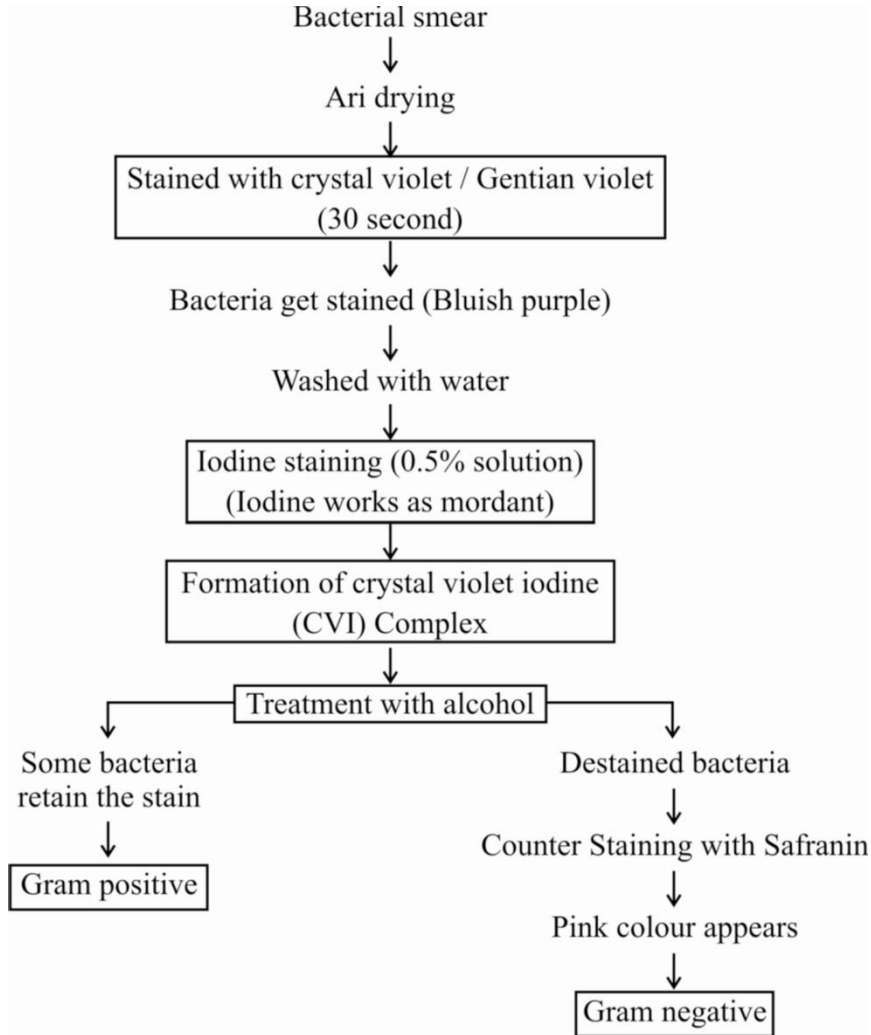 Bacterial smear
Ari drying
Stained with crystal violet / Gentian violet
(30 second)
Bacteria get stained (Bluish purple)
Washed with water
Iodine staining (0.5% solution)
(Iodine works as mordant)
Formation of crystal violet iodine
(CVI) Complex
Treatment with alcohol
Some bacteria
retain the stain
Gram positive
Destained bacteria
Counter Staining with Safranin
Pink colour appears
Gram negative